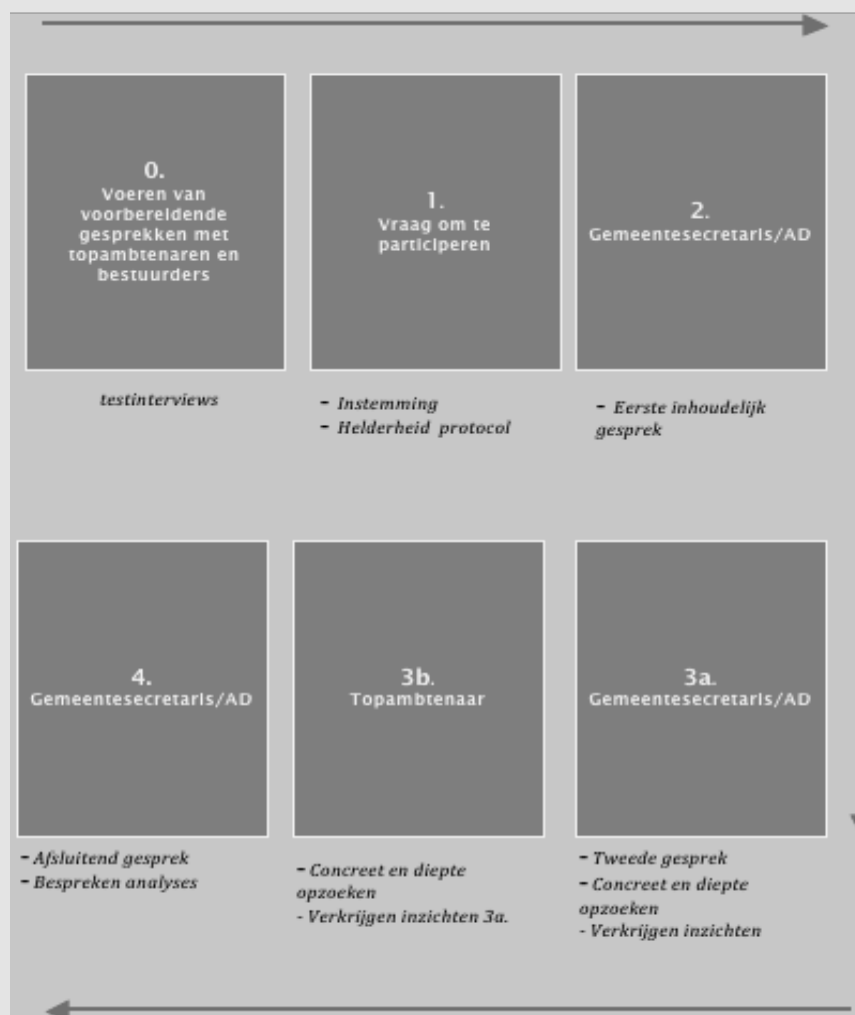 0.
Voeren van
voorbereidende
gesprekken met
topambtenaren en
bestuurders
testinterviews
1.
Vraag om te
participeren
- Instemming
- Helderheid protocol
2.
Gemeentesecretaris/AD
- Eerste inhoudelijk
gesprek
3a.
Gemeentesecretaris/AD
- Tweede gesprek
- Concreet en diepte
opzoeken
- Verkrijgen inzichten
3b.
Topambtenaar
- Concreet en diepte
opzoeken
- Verkrijgen inzichten 3a.
4.
Gemeentesecretaris/AD
- Afsluitend gesprek
- Bespreken analyses